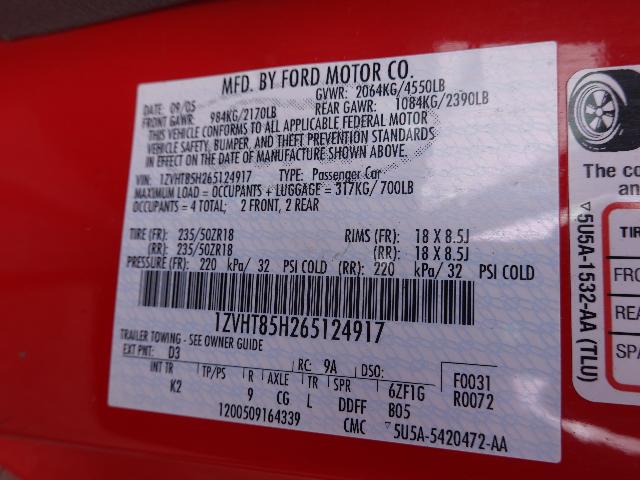 MFD. BY FORD MOTOR CO.
DATE: 09/05 GVWR: 2064KG/4550LB
FRONT GAWR: 984KG/2170LB REAR GAWR: 1084KG/2390LB
THIS VEHICLE CONFORMS TO ALL APPLICABLE FEDERAL MOTOR
VEHICLE SAFETY, BUMPER, AND THEFT PREVENTION STANDARDS
IN EFFECT ON THE DATE OF MANUFACTURE SHOWN ABOVE.
VIN: 1ZVHT85H265124917 TYPE: Passenger Car
MAXIMUM LOAD = OCCUPANTS + LUGGAGE = 317KG/700LB
OCCUPANTS = 4 TOTAL; 2 FRONT, 2 REAR
TIRE (FR): 235/50ZR18 RIMS (FR): 18 X 8.5J
(RR): 235/50ZR18 (RR): 18 X 8.5J
PRESSURE (FR): 220 kPa/ 32 PSI COLD (RR): 220 kPa/ 32 PSI COLD
1ZVHT85H265124917
TRAILER TOWING - SEE OWNER GUIDE
EXT PNT: D3 RC: 9A DSO: F0031
INT TR TP/PS R AXLE TR SPR 6ZF1G R0072
K2 9 CG L DDFF B05
1200509164339 CMC ▽5U5A-5420472-AA
The co
an
▽5U5A-1532-AA (TLU)
TIR
FRO
REA
SPA